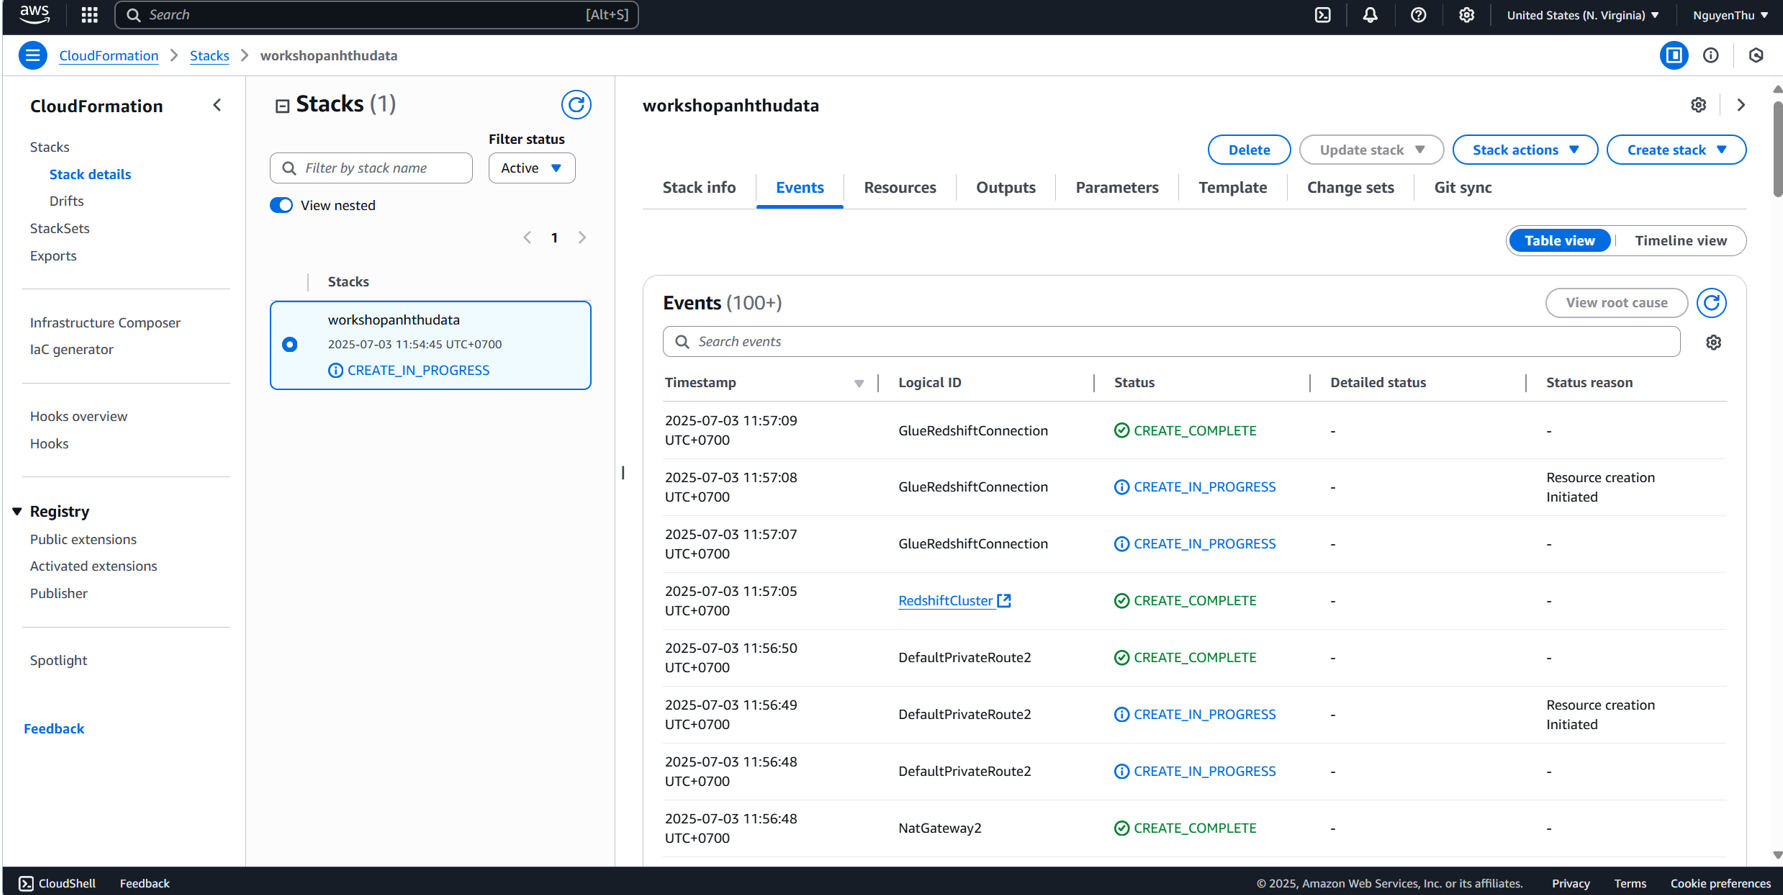 aws
Search [Alt+S]
United States (N. Virginia)
NguyenThu
CloudFormation
Stacks
workshopanhthudata
CloudFormation
Stacks
Stack details
Drifts
StackSets
Exports
Infrastructure Composer
IaC generator
Hooks overview
Hooks
Registry
Public extensions
Activated extensions
Publisher
Spotlight
Feedback
Stacks (1)
Filter status
Filter by stack name
Active
View nested
1
Stacks
workshopanhthudata
2025-07-03 11:54:45 UTC+0700
CREATE_IN_PROGRESS
workshopanhthudata
Delete
Update stack
Stack actions
Create stack
Stack info
Events
Resources
Outputs
Parameters
Template
Change sets
Git sync
Table view
Timeline view
Events (100+)
View root cause
Search events
Timestamp Logical ID Status Detailed status Status reason
2025-07-03 11:57:09
UTC+0700
GlueRedshiftConnection
CREATE_COMPLETE
-
-
2025-07-03 11:57:08
UTC+0700
GlueRedshiftConnection
CREATE_IN_PROGRESS
-
Resource creation
Initiated
2025-07-03 11:57:07
UTC+0700
GlueRedshiftConnection
CREATE_IN_PROGRESS
-
-
2025-07-03 11:57:05
UTC+0700
RedshiftCluster
CREATE_COMPLETE
-
-
2025-07-03 11:56:50
UTC+0700
DefaultPrivateRoute2
CREATE_COMPLETE
-
-
2025-07-03 11:56:49
UTC+0700
DefaultPrivateRoute2
CREATE_IN_PROGRESS
-
Resource creation
Initiated
2025-07-03 11:56:48
UTC+0700
DefaultPrivateRoute2
CREATE_IN_PROGRESS
-
-
2025-07-03 11:56:48
UTC+0700
NatGateway2
CREATE_COMPLETE
-
-
CloudShell
Feedback
© 2025, Amazon Web Services, Inc. or its affiliates.
Privacy
Terms
Cookie preferences